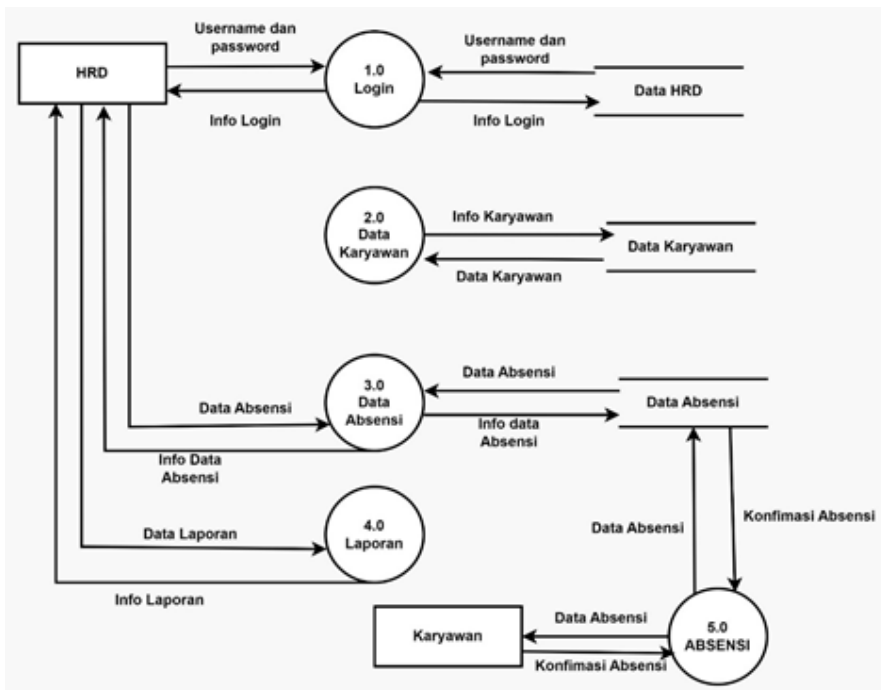 Username dan
password
HRD
1.0
Login
Info Login
Username dan
password
Data HRD
Info Login
2.0
Data
Karyawan
Info Karyawan
Data Karyawan
Data Karyawan
3.0
Data
Absensi
Data Absensi
Data Absensi
Info data
Absensi
Data Absensi
Info Data
Absensi
4.0
Laporan
Data Laporan
Info Laporan
Data Absensi
Konfimasi Absensi
Karyawan
Data Absensi
Konfimasi Absensi
5.0
ABSENSI